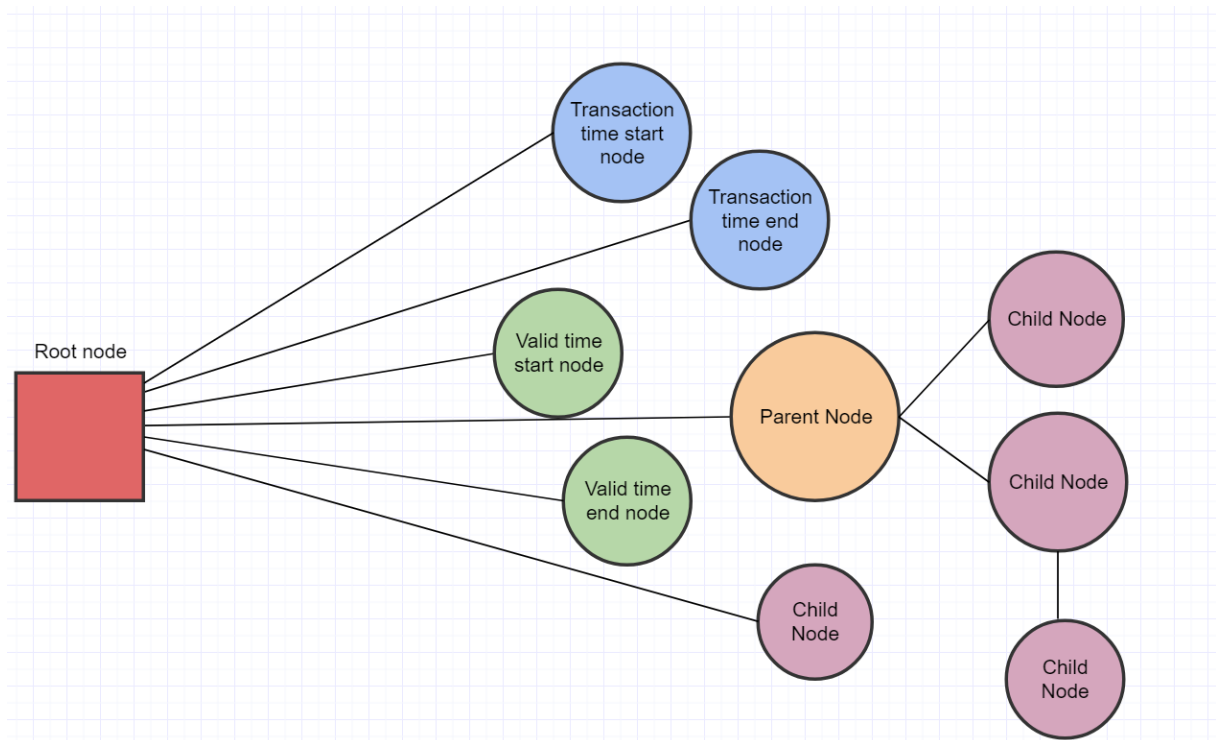 Transaction
time start
node
Transaction
time end
node
Root node
Valid time
start node
Child Node
Parent Node
Child Node
Valid time
end node
Child
Node
Child
Node